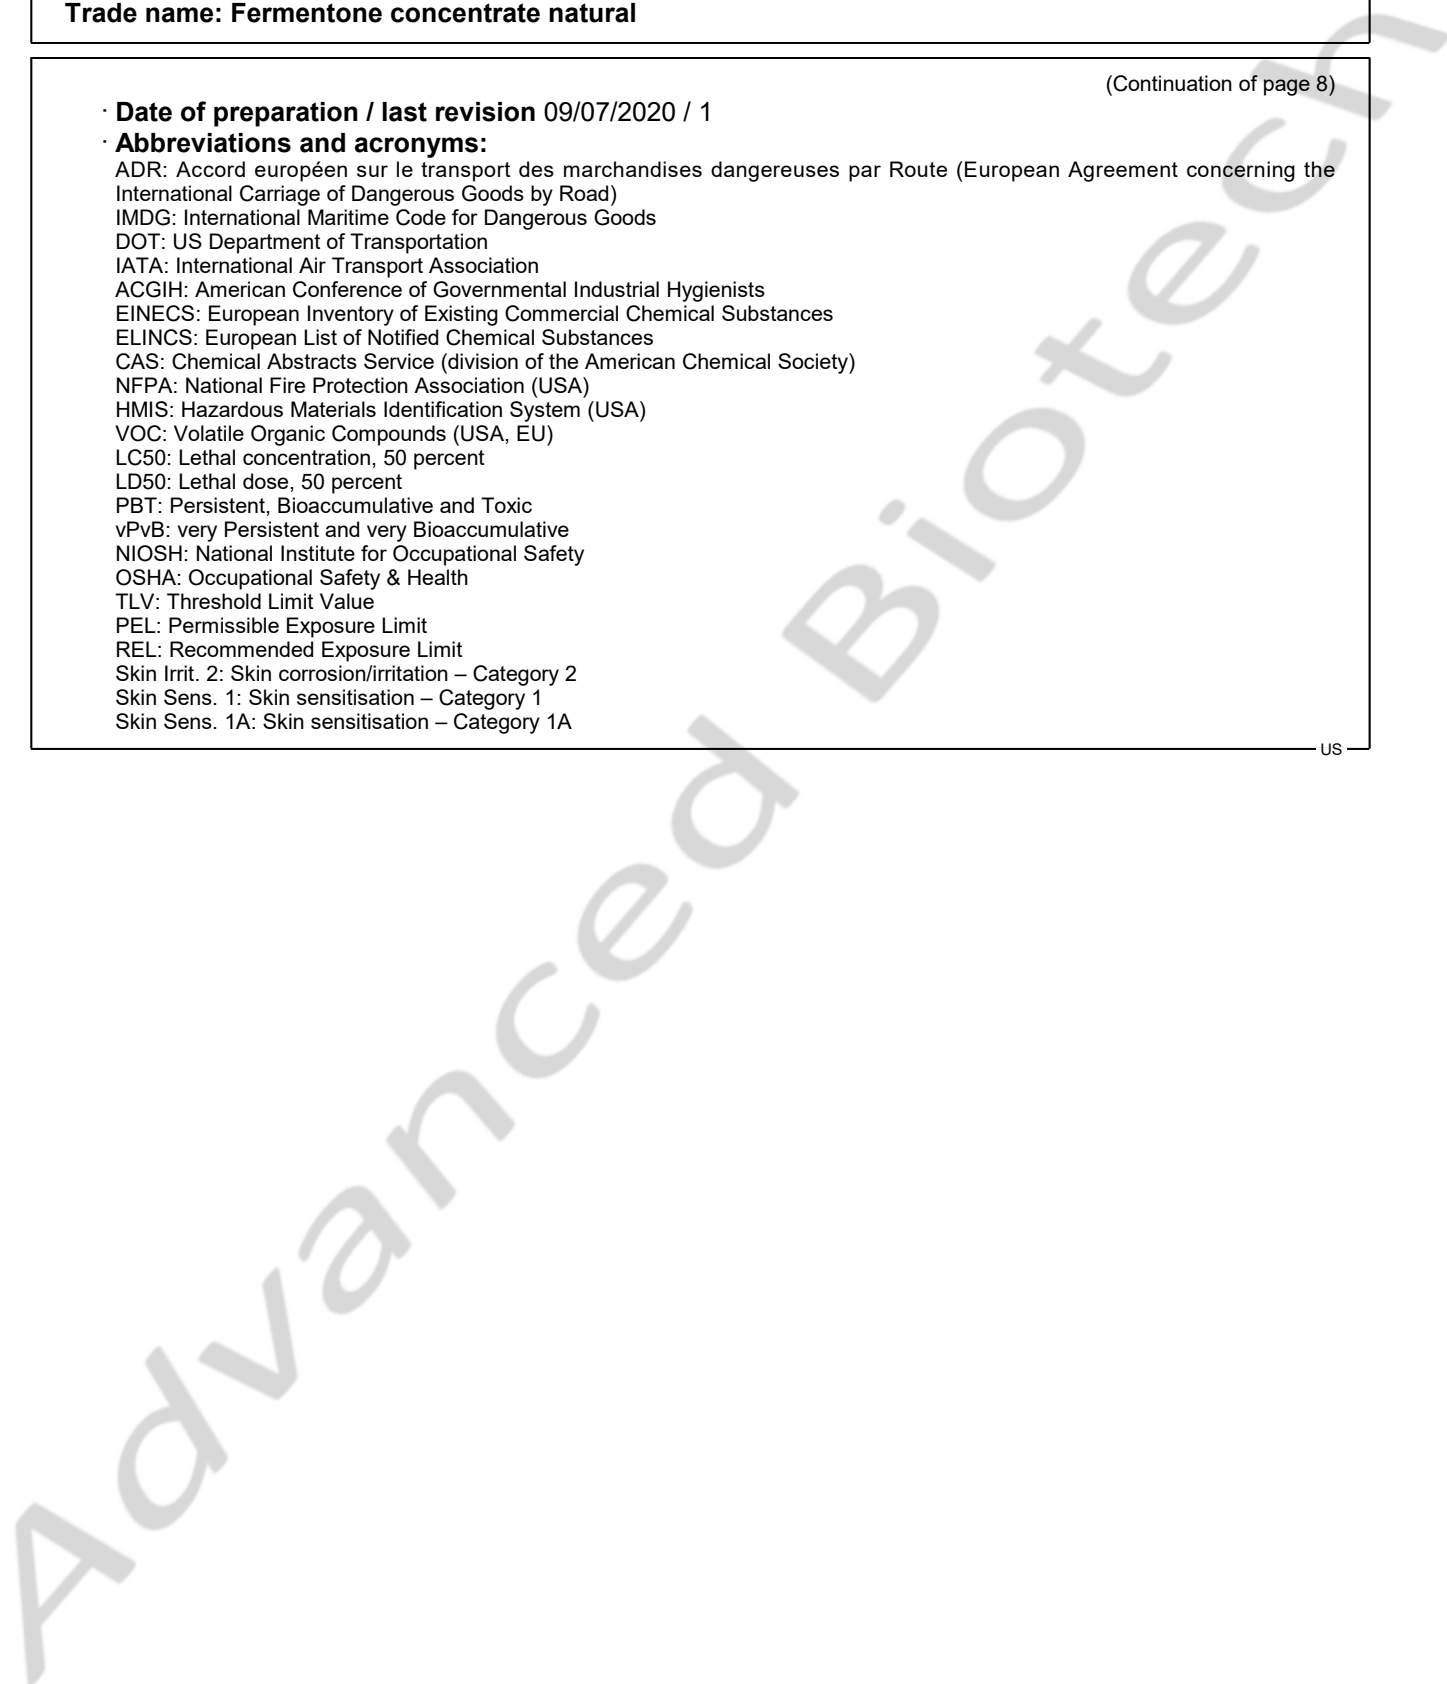 Trade name: Fermentone concentrate natural
(Continuation of page 8)
· Date of preparation / last revision 09/07/2020 / 1
· Abbreviations and acronyms:
ADR: Accord européen sur le transport des marchandises dangereuses par Route (European Agreement concerning the
International Carriage of Dangerous Goods by Road)
IMDG: International Maritime Code for Dangerous Goods
DOT: US Department of Transportation
IATA: International Air Transport Association
ACGIH: American Conference of Governmental Industrial Hygienists
EINECS: European Inventory of Existing Commercial Chemical Substances
ELINCS: European List of Notified Chemical Substances
CAS: Chemical Abstracts Service (division of the American Chemical Society)
NFPA: National Fire Protection Association (USA)
HMIS: Hazardous Materials Identification System (USA)
VOC: Volatile Organic Compounds (USA, EU)
LC50: Lethal concentration, 50 percent
LD50: Lethal dose, 50 percent
PBT: Persistent, Bioaccumulative and Toxic
vPvB: very Persistent and very Bioaccumulative
NIOSH: National Institute for Occupational Safety
OSHA: Occupational Safety & Health
TLV: Threshold Limit Value
PEL: Permissible Exposure Limit
REL: Recommended Exposure Limit
Skin Irrit. 2: Skin corrosion/irritation – Category 2
Skin Sens. 1: Skin sensitisation – Category 1
Skin Sens. 1A: Skin sensitisation – Category 1A
US
Advanced Biotech